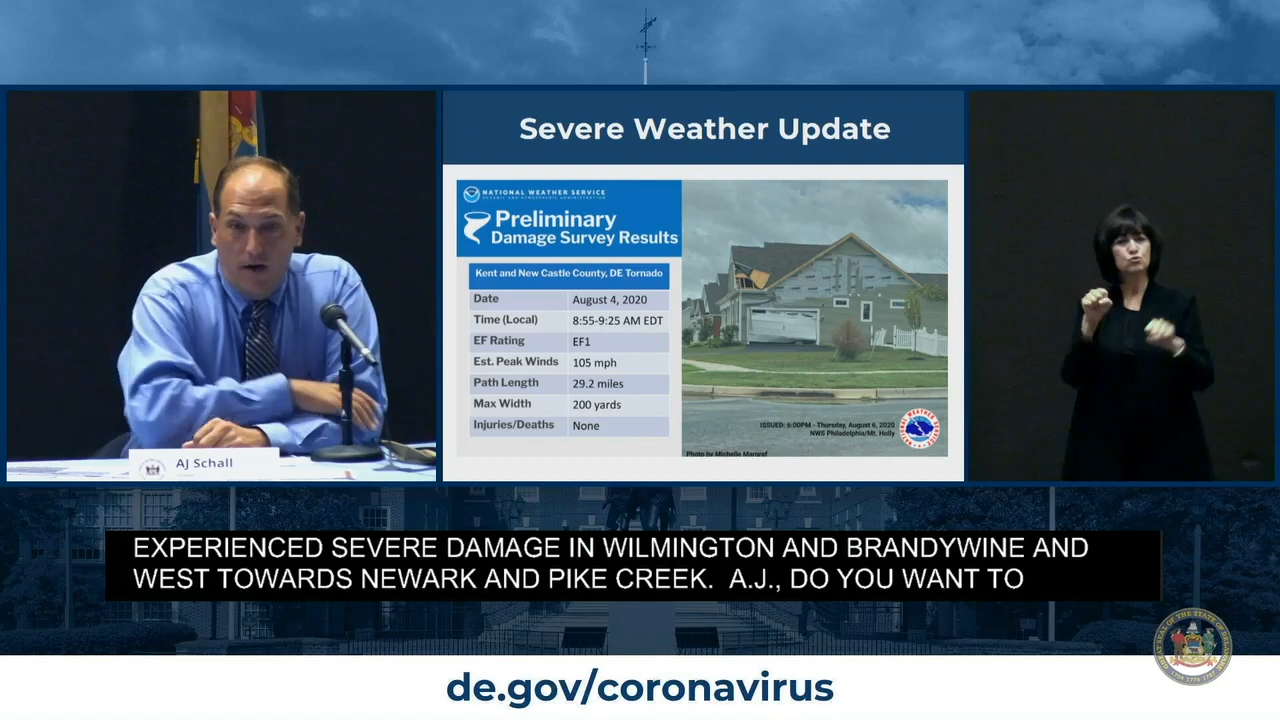 Severe Weather Update
NATIONAL WEATHER SERVICE
Preliminary
Damage Survey Results
Kent and New Castle County, DE Tornado
Date August 4, 2020
Time (Local) 8:55-9:25 AM EDT
EF Rating EF1
Est. Peak Winds 105 mph
Path Length 29.2 miles
Max Width 200 yards
Injuries/Deaths None
ISSUED: 6:00PM - Thursday, August 6, 2020
NWS Philadelphia/Mt. Holly
Photo by Michelle Margraf
AJ Schall
EXPERIENCED SEVERE DAMAGE IN WILMINGTON AND BRANDYWINE AND
WEST TOWARDS NEWARK AND PIKE CREEK. A.J., DO YOU WANT TO
de.gov/coronavirus